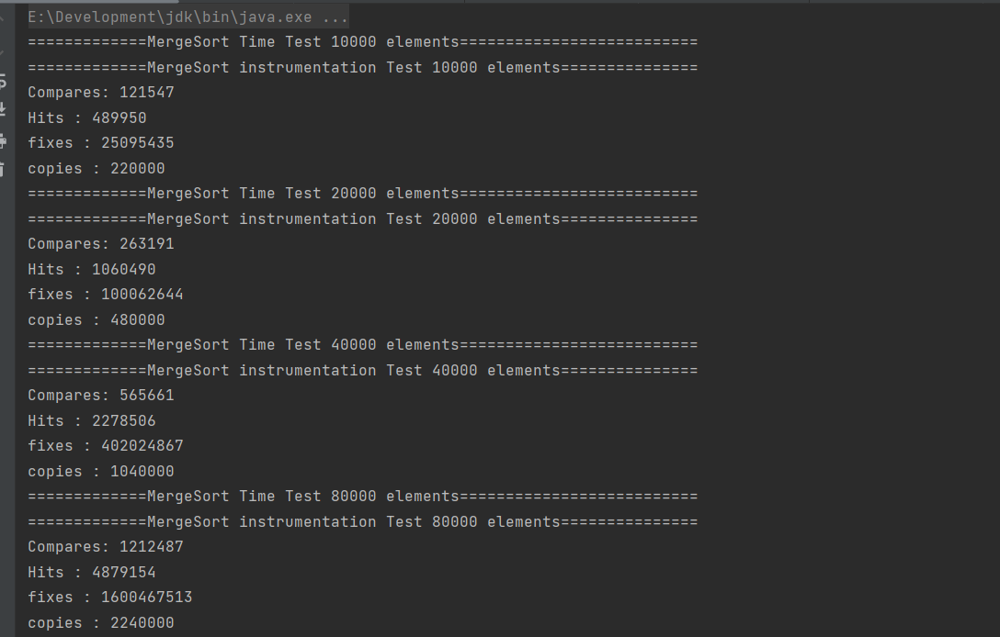 E:\Development\jdk\bin\java.exe ...
=============MergeSort Time Test 10000 elements==========================
=============MergeSort instrumentation Test 10000 elements===============
Compares: 121547
Hits : 489950
fixes : 25095435
copies : 220000
=============MergeSort Time Test 20000 elements==========================
=============MergeSort instrumentation Test 20000 elements===============
Compares: 263191
Hits : 1060490
fixes : 100062644
copies : 480000
=============MergeSort Time Test 40000 elements==========================
=============MergeSort instrumentation Test 40000 elements===============
Compares: 565661
Hits : 2278506
fixes : 402024867
copies : 1040000
=============MergeSort Time Test 80000 elements==========================
=============MergeSort instrumentation Test 80000 elements===============
Compares: 1212487
Hits : 4879154
fixes : 1600467513
copies : 2240000